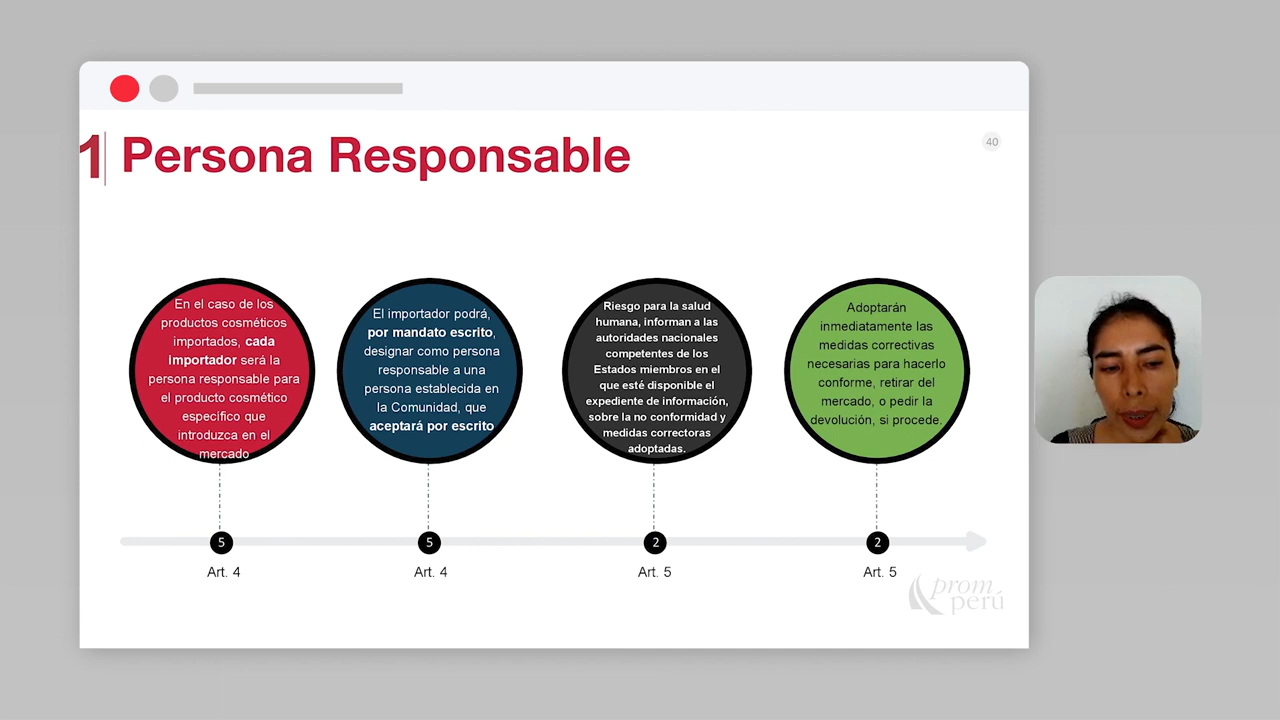 1 Persona Responsable
40
En el caso de los
productos cosméticos
importados, cada
importador será la
persona responsable para
el producto cosmético
específico que
introduzca en el
mercado
El importador podrá,
por mandato escrito,
designar como persona
responsable a una
persona establecida en
la Comunidad, que
aceptará por escrito
Riesgo para la salud
humana, informan a las
autoridades nacionales
competentes de los
Estados miembros en el
que esté disponible el
expediente de información,
sobre la no conformidad y
medidas correctoras
adoptadas.
Adoptarán
inmediatamente las
medidas correctivas
necesarias para hacerlo
conforme, retirar del
mercado, o pedir la
devolución, si procede.
5
5
2
2
Art. 4
Art. 4
Art. 5
Art. 5
prom
perú